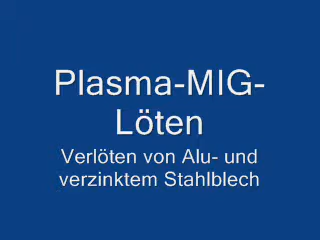 Plasma-MIG-
Löten
Verlöten von Alu- und
verzinktem Stahlblech